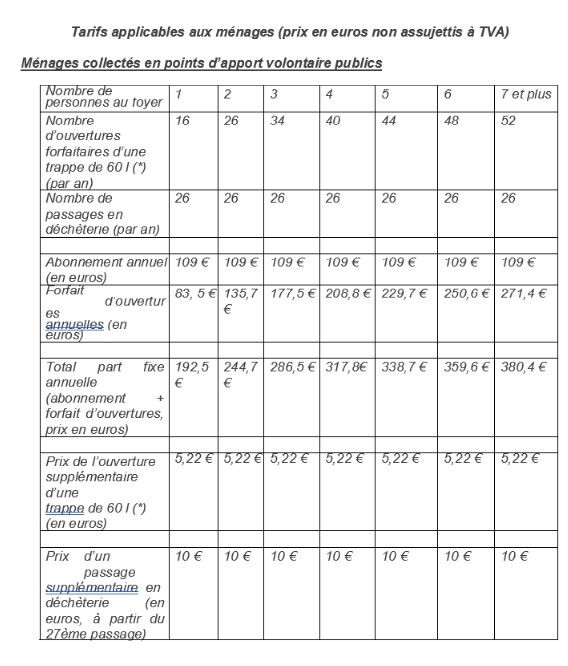 Tarifs applicables aux ménages (prix en euros non assujettis à TVA)
Ménages collectés en points d'apport volontaire publics
Nombre de
personnes au foyer 1 2 3 4 5 6 7 et plus
Nombre 16 26 34 40 44 48 52
d'ouvertures
forfaitaires d'une
trappe de 60 l (*)
(par an)
Nombre de 26 26 26 26 26 26 26
passages en
déchèterie (par an)
Abonnement annuel 109 € 109 € 109 € 109 € 109 € 109 € 109 €
(en euros)
Forfait 83, 5 € 135,7 177,5 € 208,8 € 229,7 € 250,6 € 271,4 €
d'ouvertur €
es
annuelles (en
euros)
Total part fixe 192,5 244,7 286,5 € 317,8€ 338,7 € 359,6 € 380,4 €
annuelle € €
(abonnement +
forfait d'ouvertures,
prix en euros)
Prix de l'ouverture 5,22 € 5,22 € 5,22 € 5,22 € 5,22 € 5,22 € 5,22 €
supplémentaire
d'une
trappe de 60 l (*)
(en euros)
Prix d'un 10 € 10 € 10 € 10 € 10 € 10 € 10 €
passage
supplémentaire en
déchèterie (en
euros, à partir du
27ème passage)